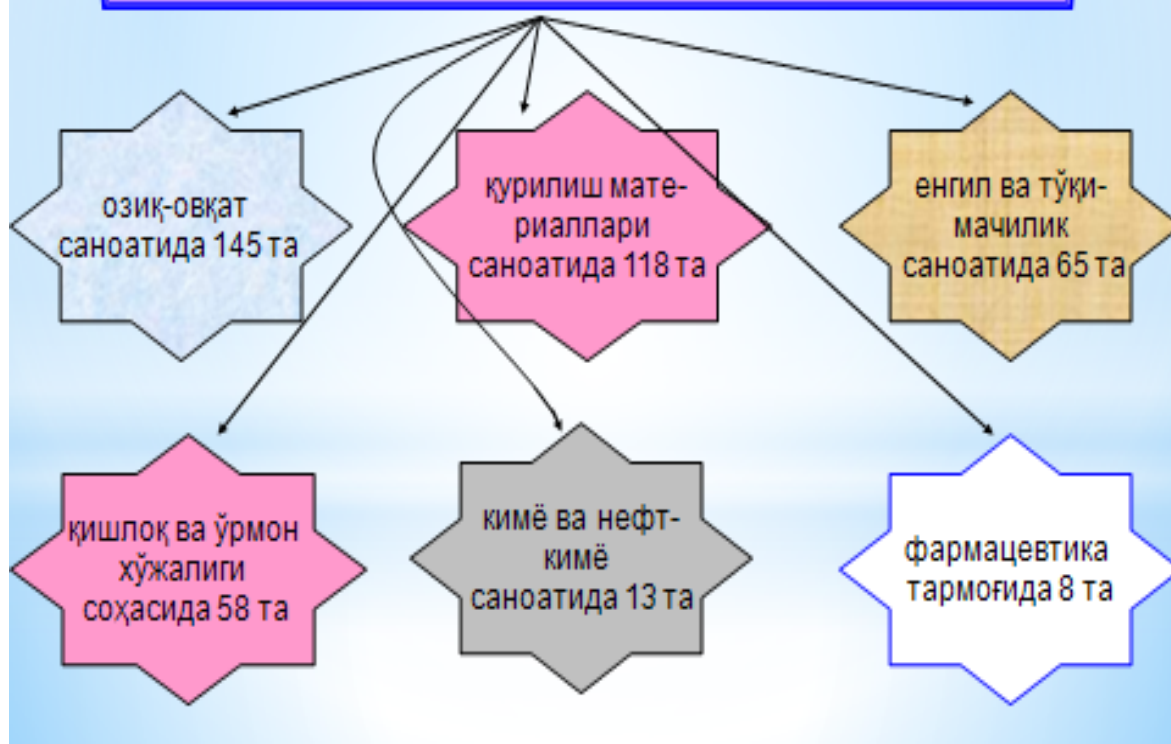 озиқ-овқат
саноатида 145 та
қурилиш мате-
риаллари
саноатида 118 та
енгил ва тўқи-
мачилик
саноатида 65 та
қишлоқ ва ўрмон
хўжалиги
соҳасида 58 та
кимё ва нефт-
кимё
саноатида 13 та
фармацевтика
тармоғида 8 та